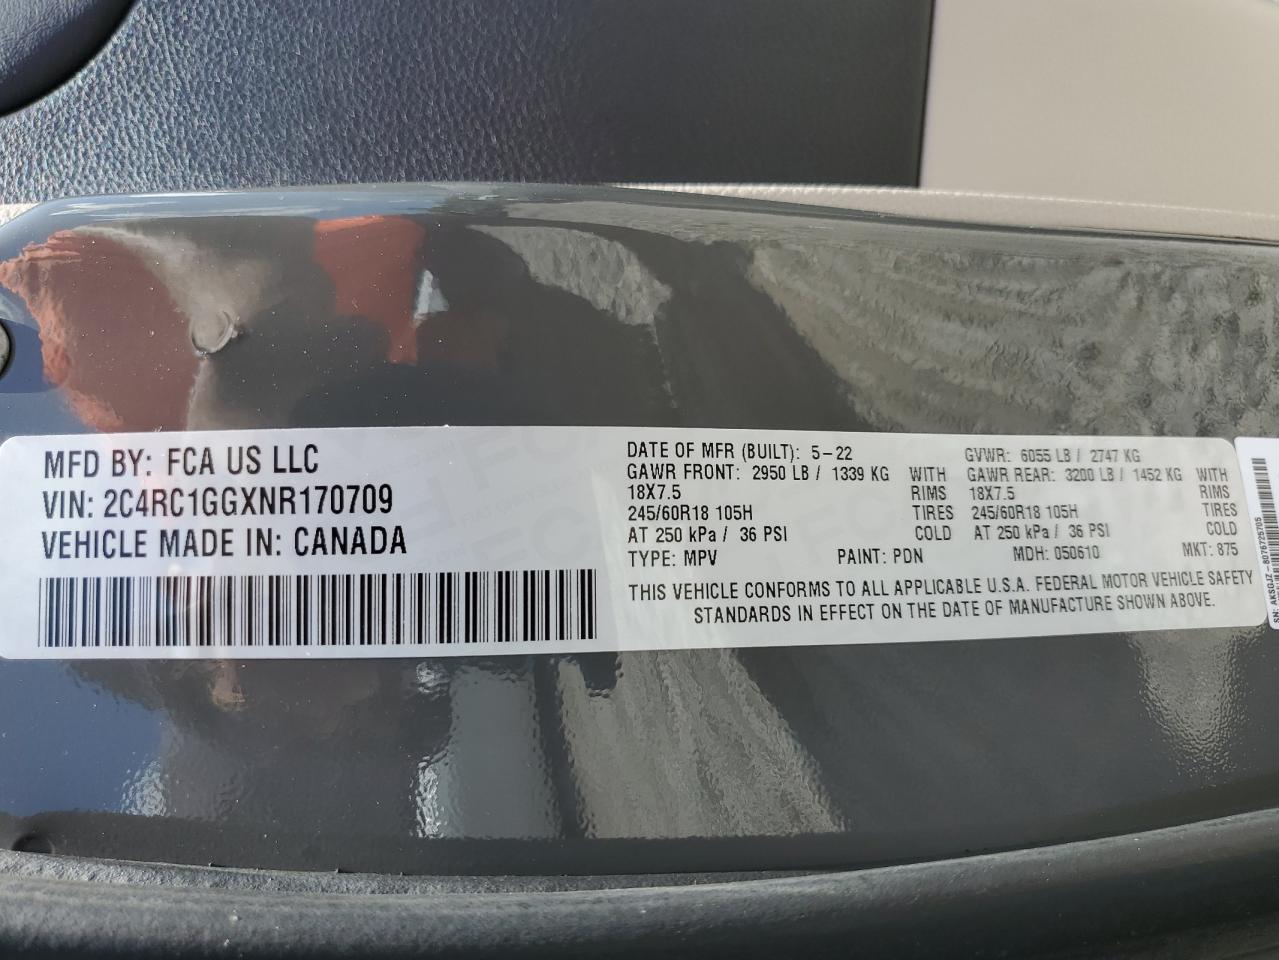 MFD BY: FCA US LLC
VIN: 2C4RC1GGXNR170709
VEHICLE MADE IN: CANADA
DATE OF MFR (BUILT): 5-22 GVWR: 6055 LB / 2747 KG
GAWR FRONT: 2950 LB / 1339 KG WITH GAWR REAR: 3200 LB / 1452 KG WITH
18X7.5 RIMS 18X7.5 RIMS
245/60R18 105H TIRES 245/60R18 105H TIRES
AT 250 kPa / 36 PSI COLD AT 250 kPa / 36 PSI COLD
TYPE: MPV PAINT: PDN MDH: 050610 MKT: 875
THIS VEHICLE CONFORMS TO ALL APPLICABLE U.S.A. FEDERAL MOTOR VEHICLE SAFETY
STANDARDS IN EFFECT ON THE DATE OF MANUFACTURE SHOWN ABOVE.
SN: AKSGJZ - 8076725705